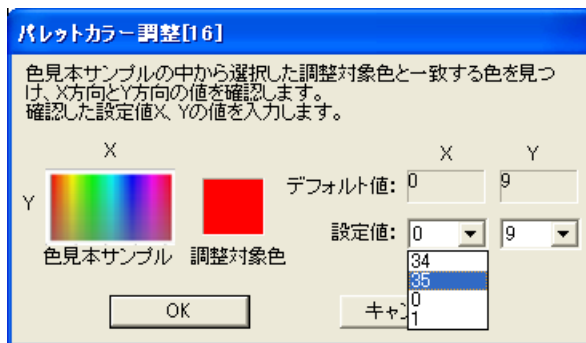 パレットカラー調整[16]
色見本サンプルの中から選択した調整対象色と一致する色を見つ
け、X方向とY方向の値を確認します。
確認した設定値X、Yの値を入力します。
X
Y
色見本サンプル
調整対象色
X Y
デフォルト値: 0 9
設定値: 0 9
34
35
0
1
OK
キャン